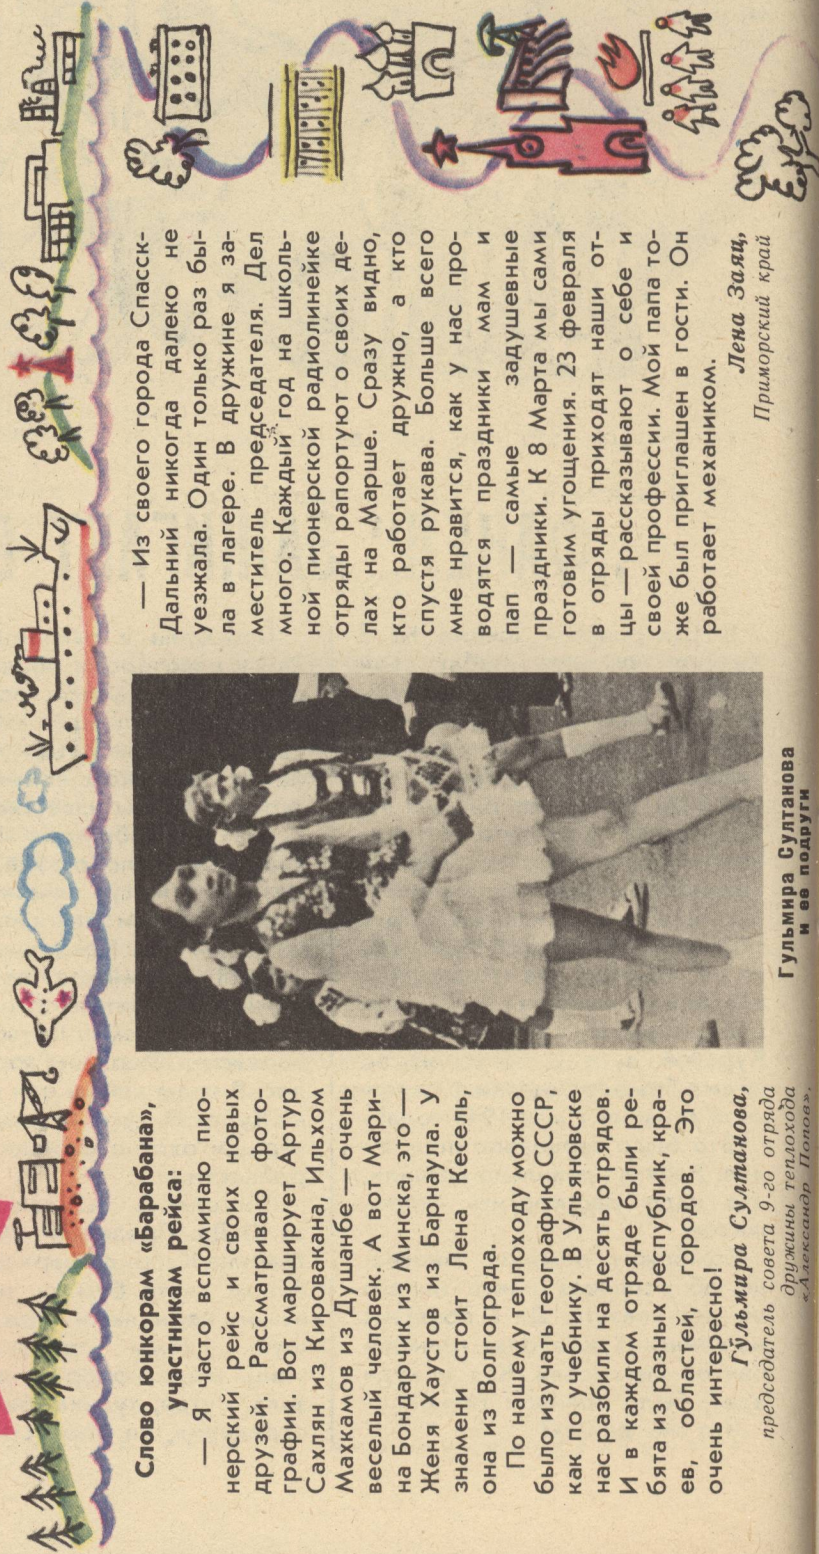 Слово юнкорам «Барабана»,
участникам рейса:
— Я часто вспоминаю пио-
нерский рейс и своих новых
друзей. Рассматриваю фото-
графии. Вот марширует Артур
Сахлян из Кировакана, Ильхом
Махкамов из Душанбе — очень
веселый человек. А вот Мари-
на Бондарчик из Минска, это —
Женя Хаустов из Барнаула. У
знамени стоит Лена Кесель,
она из Волгограда.
По нашему теплоходу можно
было изучать географию СССР,
как по учебнику. В Ульяновске
нас разбили на десять отрядов.
И в каждом отряде были ре-
бята из разных республик, кра-
ев, областей, городов. Это
очень интересно!
Гульмира Султанова,
председатель совета 9-го отряда
дружины теплохода
«Александр Попов».
Гульмира Султанова
и ее подруги
— Из своего города Спасск-
Дальний никогда далеко не
уезжала. Один только раз бы-
ла в лагере. В дружине я за-
меститель председателя. Дел
много. Каждый год на школь-
ной пионерской радиолинейке
отряды рапортуют о своих де-
лах на Марше. Сразу видно,
кто работает дружно, а кто
спустя рукава. Больше всего
мне нравится, как у нас про-
водятся праздники мам и
пап — самые задушевные
праздники. К 8 Марта мы сами
готовим угощения. 23 февраля
в отряды приходят наши от-
цы — рассказывают о себе и
своей профессии. Мой папа то-
же был приглашен в гости. Он
работает механиком.
Лена Заяц,
Приморский край